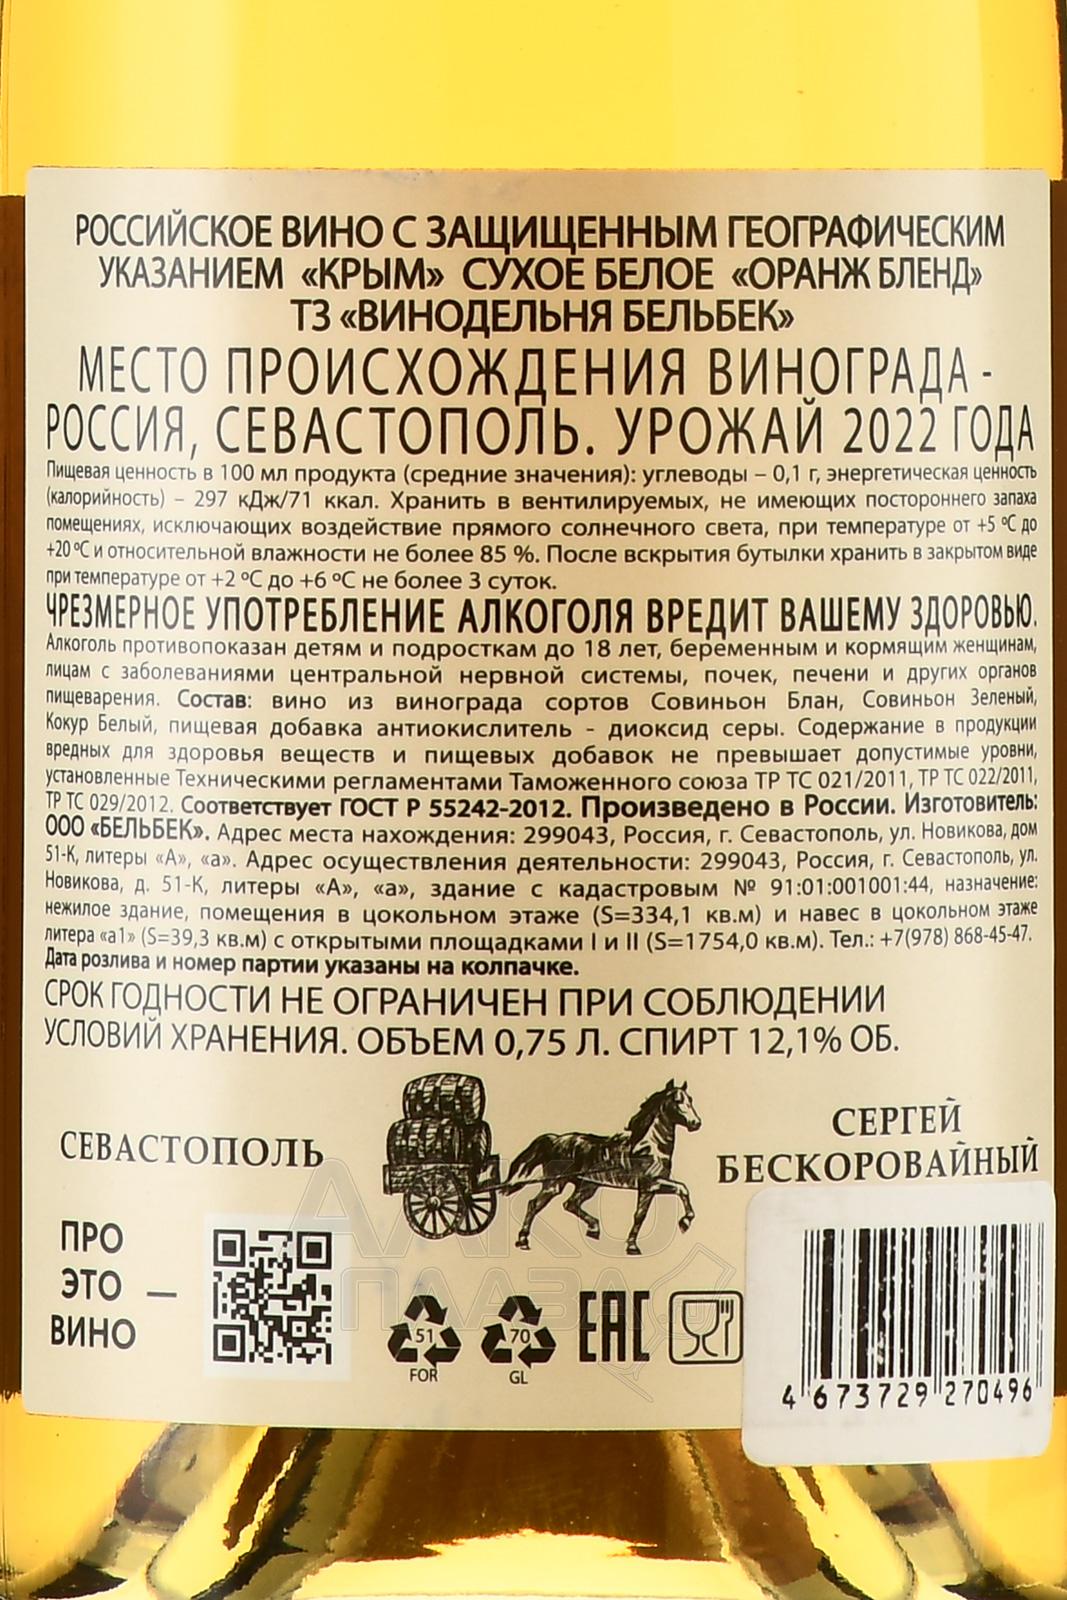 РОССИЙСКОЕ ВИНО С ЗАЩИЩЕННЫМ ГЕОГРАФИЧЕСКИМ
УКАЗАНИЕМ «КРЫМ» СУХОЕ БЕЛОЕ «ОРАНЖ БЛЕНД»
ТЗ «ВИНОДЕЛЬНЯ БЕЛЬБЕК»
МЕСТО ПРОИСХОЖДЕНИЯ ВИНОГРАДА -
РОССИЯ, СЕВАСТОПОЛЬ. УРОЖАЙ 2022 ГОДА
Пищевая ценность в 100 мл продукта (средние значения): углеводы – 0,1 г, энергетическая ценность
(калорийность) – 297 кДж/71 ккал. Хранить в вентилируемых, не имеющих постороннего запаха
помещениях, исключающих воздействие прямого солнечного света, при температуре от +5 ºС до
+20 ºС и относительной влажности не более 85 %. После вскрытия бутылки хранить в закрытом виде
при температуре от +2 ºС до +6 ºС не более 3 суток.
ЧРЕЗМЕРНОЕ УПОТРЕБЛЕНИЕ АЛКОГОЛЯ ВРЕДИТ ВАШЕМУ ЗДОРОВЬЮ.
Алкоголь противопоказан детям и подросткам до 18 лет, беременным и кормящим женщинам,
лицам с заболеваниями центральной нервной системы, почек, печени и других органов
пищеварения. Состав: вино из винограда сортов Совиньон Блан, Совиньон Зеленый,
Кокур Белый, пищевая добавка антиокислитель - диоксид серы. Содержание в продукции
вредных для здоровья веществ и пищевых добавок не превышает допустимые уровни,
установленные Техническими регламентами Таможенного союза ТР ТС 021/2011, ТР ТС 022/2011,
ТР ТС 029/2012. Соответствует ГОСТ Р 55242-2012. Произведено в России. Изготовитель:
ООО «БЕЛЬБЕК». Адрес места нахождения: 299043, Россия, г. Севастополь, ул. Новикова, дом
51-К, литеры «А», «а». Адрес осуществления деятельности: 299043, Россия, г. Севастополь, ул.
Новикова, д. 51-К, литеры «А», «а», здание с кадастровым № 91:01:001001:44, назначение:
нежилое здание, помещения в цокольном этаже (S=334,1 кв.м) и навес в цокольном этаже
литера «а1» (S=39,3 кв.м) с открытыми площадками I и II (S=1754,0 кв.м). Тел.: +7(978) 868-45-47.
Дата розлива и номер партии указаны на колпачке.
СРОК ГОДНОСТИ НЕ ОГРАНИЧЕН ПРИ СОБЛЮДЕНИИ
УСЛОВИЙ ХРАНЕНИЯ. ОБЪЕМ 0,75 Л. СПИРТ 12,1% ОБ.
СЕВАСТОПОЛЬ
СЕРГЕЙ
БЕСКОРОВАЙНЫЙ
АЛКО
ПЛАЗА
ПРО
ЭТО —
ВИНО
51
FOR
70
GL
EAC
4 673729 270496